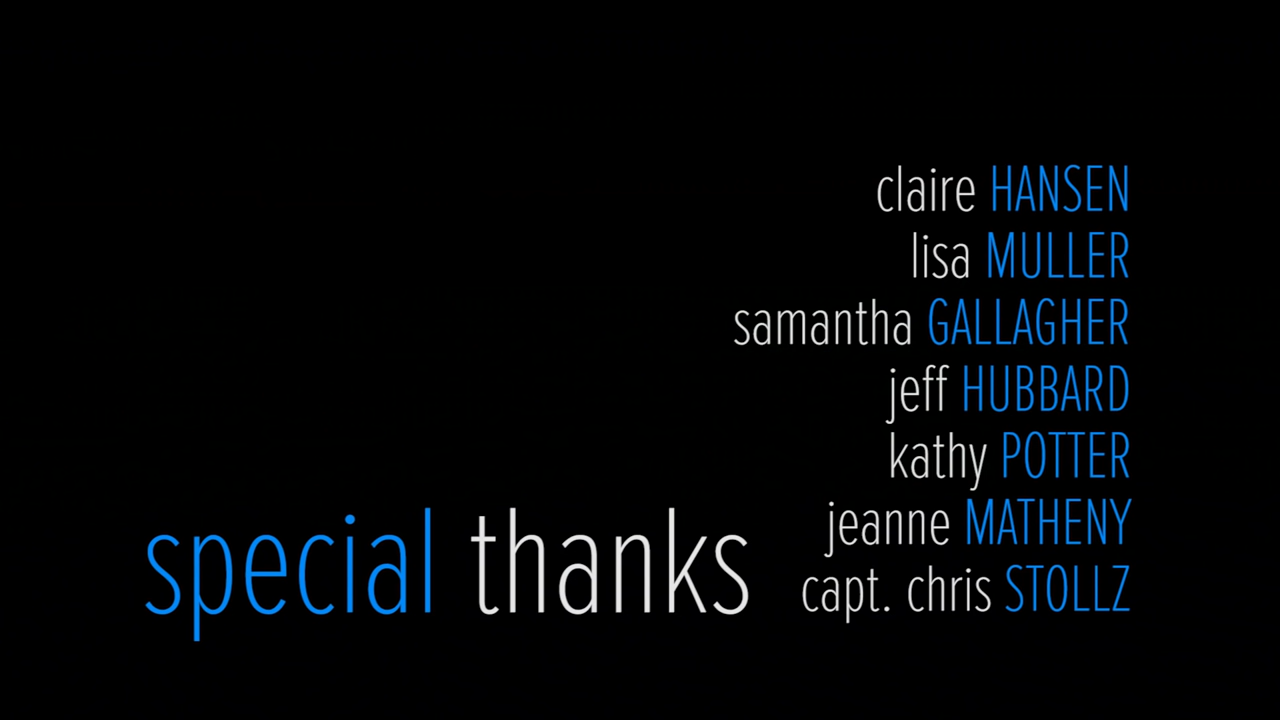 claire HANSEN
lisa MULLER
samantha GALLAGHER
jeff HUBBARD
kathy POTTER
jeanne MATHENY
capt. chris STOLLZ
special thanks